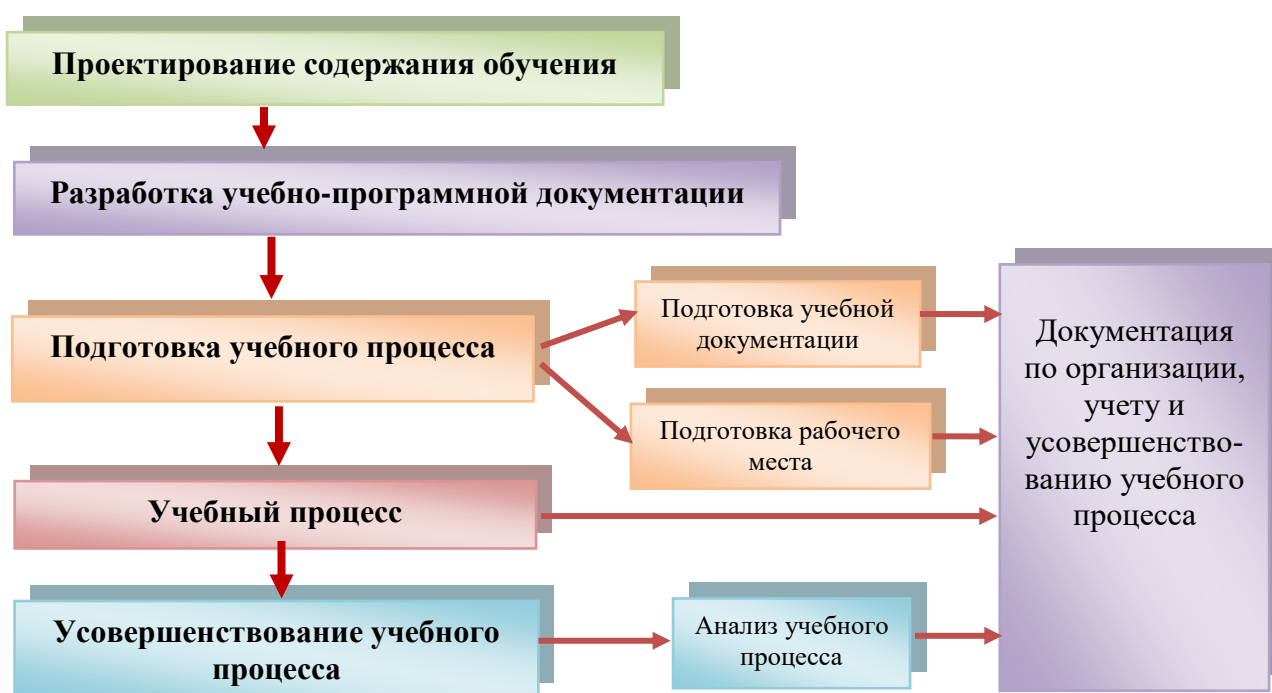 Проектирование содержания обучения
Разработка учебно-программной документации
Подготовка учебного процесса
Подготовка учебной
документации
Подготовка рабочего
места
Документация
по организации,
учету и
усовершенство-
ванию учебного
процесса
Учебный процесс
Усовершенствование учебного
процесса
Анализ учебного
процесса